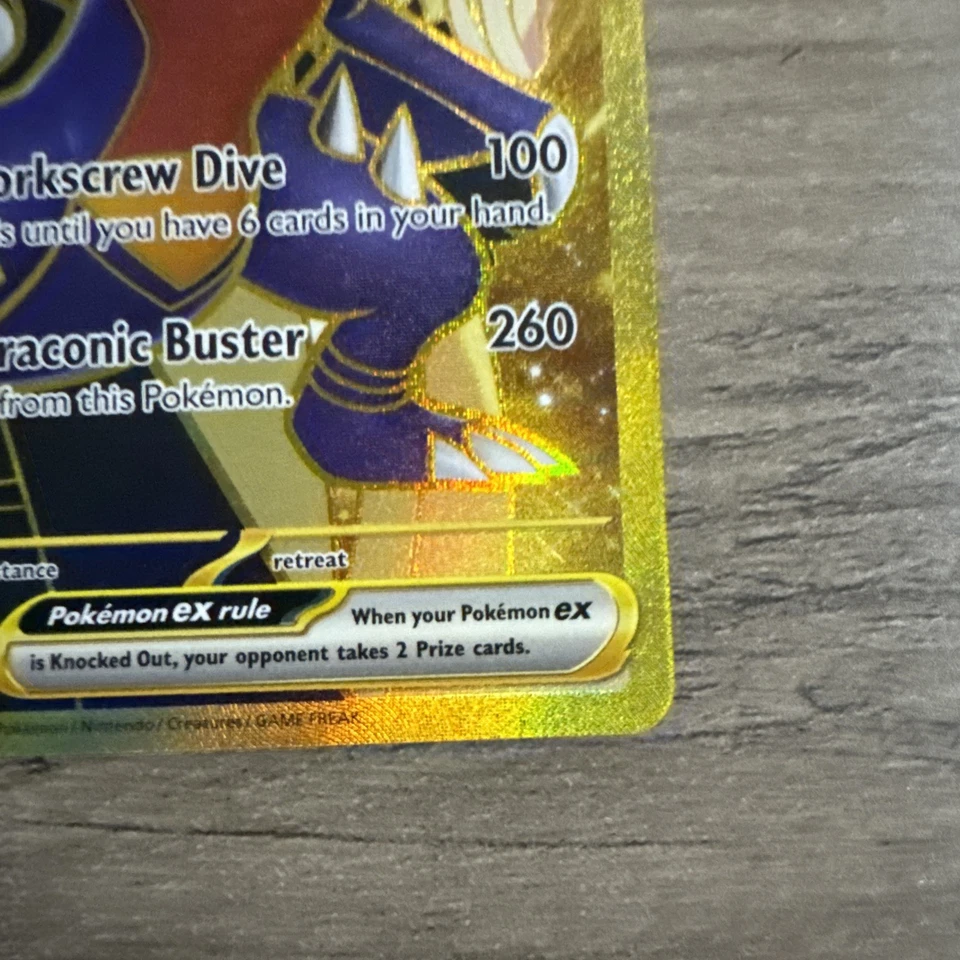 orkscrew Dive 100
s until you have 6 cards in your hand.
raconic Buster 260
from this Pokémon.
tance retreat
Pokémon ex rule When your Pokémon ex
is Knocked Out, your opponent takes 2 Prize cards.
Pokémon / Nintendo / Creatures / GAME FREAK